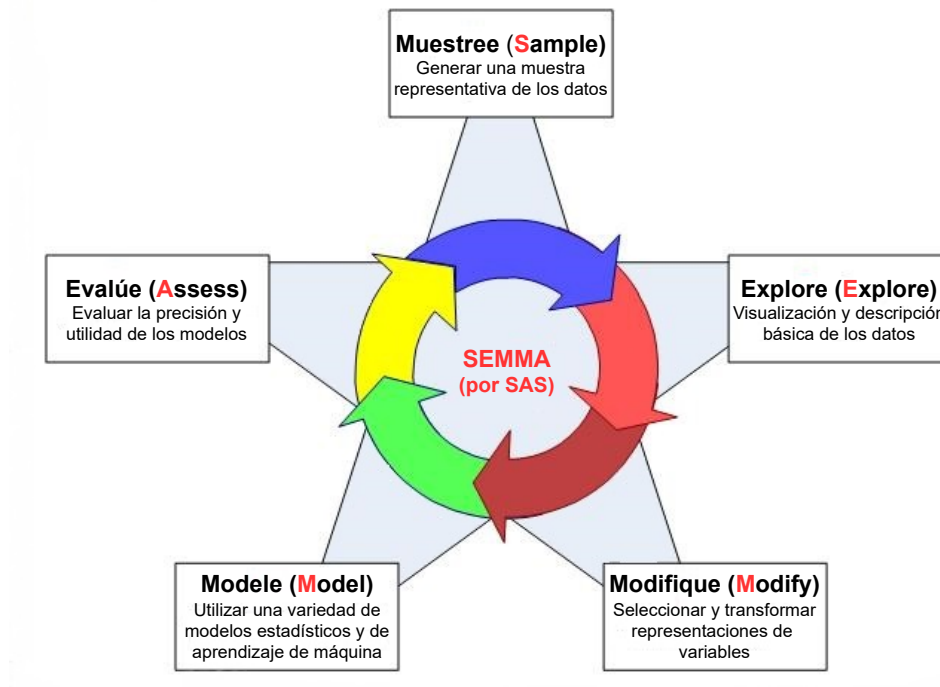 Muestree (Sample)
Generar una muestra
representativa de los datos
Evalúe (Assess)
Evaluar la precisión y
utilidad de los modelos
Explore (Explore)
Visualización y descripción
básica de los datos
SEMMA
(por SAS)
Modele (Model)
Utilizar una variedad de
modelos estadísticos y de
aprendizaje de máquina
Modifique (Modify)
Seleccionar y transformar
representaciones de
variables